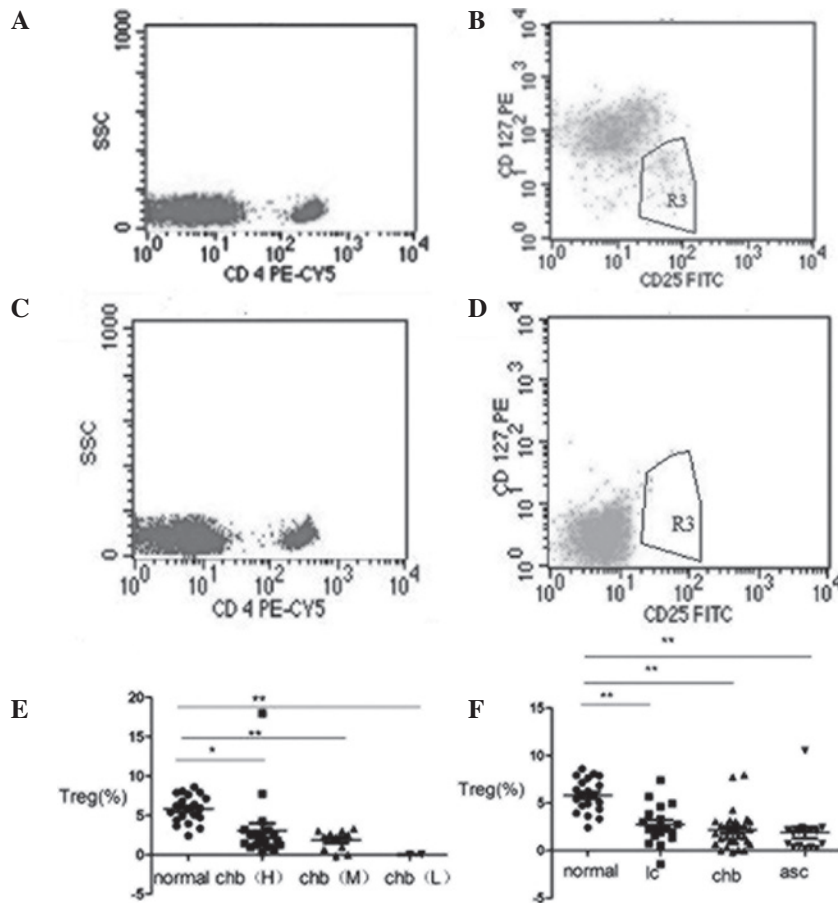 A
1000
SSC
0
10^0 10^1 10^2 10^3 10^4
CD 4 PE-CY5
B
10^4
10^3
10^2
10^1
10^0
CD 127 PE
R3
10^0 10^1 10^2 10^3 10^4
CD25 FITC
C
1000
SSC
0
10^0 10^1 10^2 10^3 10^4
CD 4 PE-CY5
D
10^4
10^3
10^2
10^1
10^0
CD 127 PE
R3
10^0 10^1 10^2 10^3 10^4
CD25 FITC
E
20
15
10
5
0
-5
Treg(%)
**
**
*
normal chb (H) chb (M) chb (L)
F
15
10
5
0
-5
Treg(%)
**
**
**
normal lc chb asc